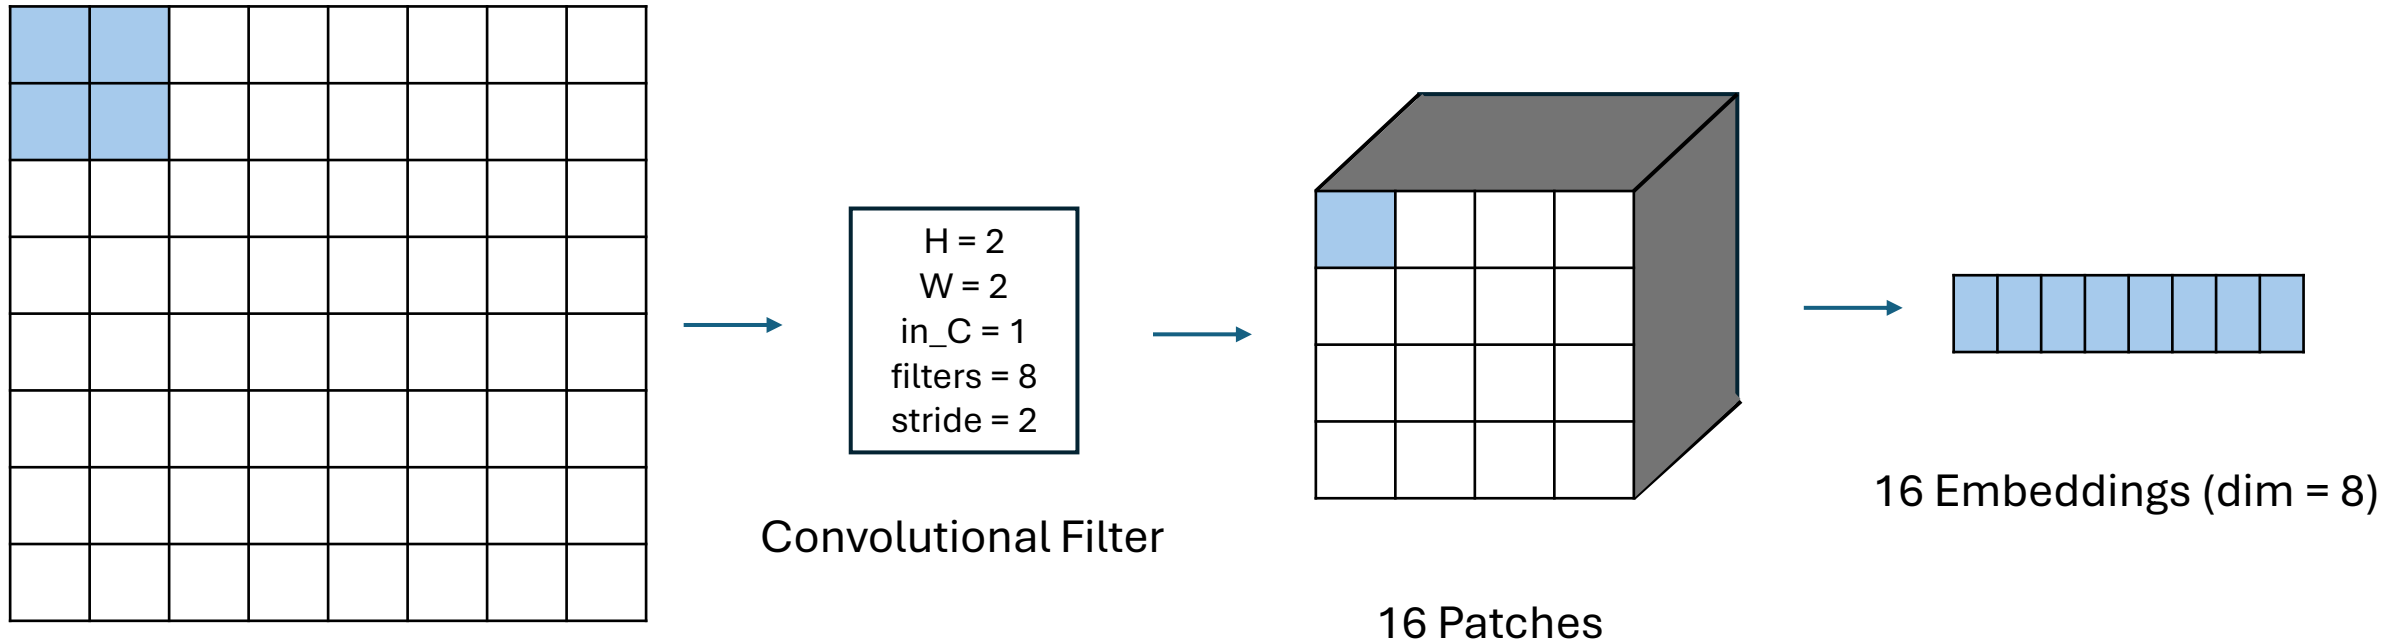 H = 2
W = 2
in_C = 1
filters = 8
stride = 2
Convolutional Filter
16 Patches
16 Embeddings (dim = 8)